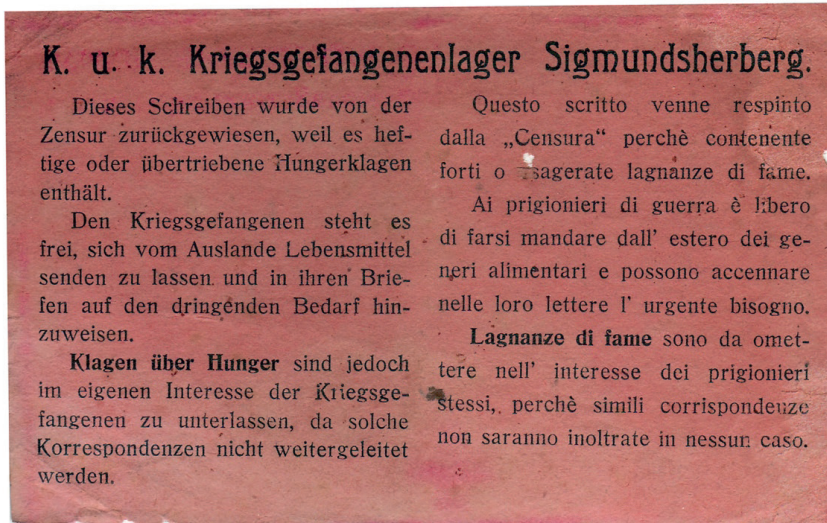 K. u. k. Kriegsgefangenenlager Sigmundsherberg.
Dieses Schreiben wurde von der
Zensur zurückgewiesen, weil es hef-
tige oder übertriebene Hungerklagen
enthält.
Den Kriegsgefangenen steht es
frei, sich vom Auslande Lebensmittel
senden zu lassen und in ihren Brie-
fen auf den dringenden Bedarf hin-
zuweisen.
Klagen über Hunger sind jedoch
im eigenen Interesse der Kriegsge-
fangenen zu unterlassen, da solche
Korrespondenzen nicht weitergeleitet
werden.
Questo scritto venne respinto
dalla „Censura“ perchè contenente
forti o esagerate lagnanze di fame.
Ai prigionieri di guerra è libero
di farsi mandare dall' estero dei ge-
neri alimentari e possono accennare
nelle loro lettere l' urgente bisogno.
Lagnanze di fame sono da omet-
tere nell' interesse dei prigionieri
stessi, perchè simili corrispondenze
non saranno inoltrate in nessun caso.